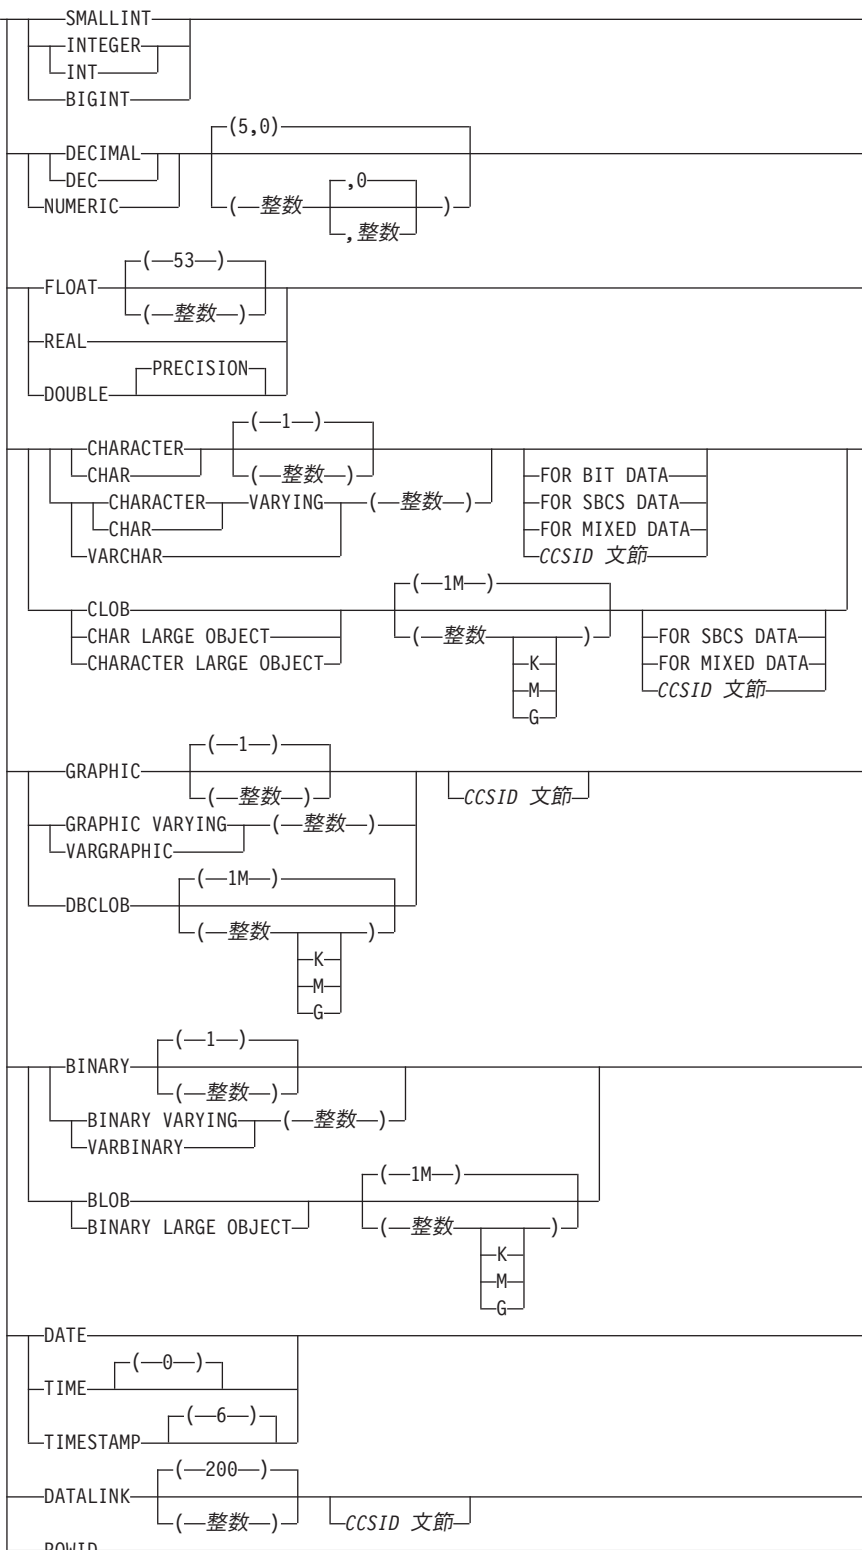 SMALLINT
INTEGER
INT
BIGINT
(5,0)
DECIMAL
DEC
NUMERIC
( 整数 )
,0
,整数
( 53 )
FLOAT
( 整数 )
REAL
PRECISION
DOUBLE
( 1 )
CHARACTER
CHAR
( 整数 )
CHARACTER VARYING ( 整数 )
CHAR
VARCHAR
FOR BIT DATA
FOR SBCS DATA
FOR MIXED DATA
CCSID 文節
( 1M )
CLOB
CHAR LARGE OBJECT
CHARACTER LARGE OBJECT
( 整数 )
K
M
G
FOR SBCS DATA
FOR MIXED DATA
CCSID 文節
( 1 )
GRAPHIC
( 整数 )
CCSID 文節
GRAPHIC VARYING ( 整数 )
VARGRAPHIC
( 1M )
DBCLOB
( 整数 )
K
M
G
( 1 )
BINARY
( 整数 )
BINARY VARYING ( 整数 )
VARBINARY
( 1M )
BLOB
BINARY LARGE OBJECT
( 整数 )
K
M
G
DATE
( 0 )
TIME
( 6 )
TIMESTAMP
( 200 )
DATALINK
( 整数 )
CCSID 文節
ROWID